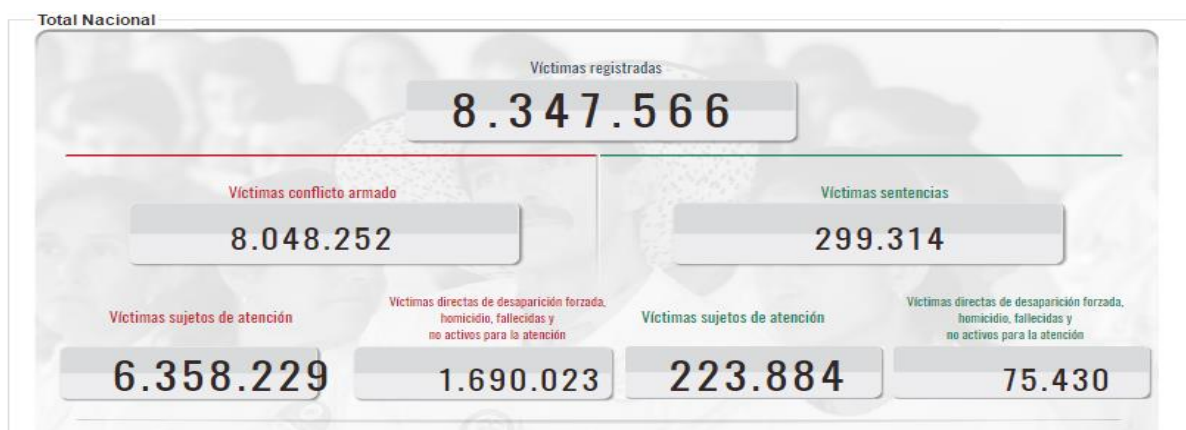 Total Nacional
Víctimas registradas
8.347.566
Víctimas conflicto armado
8.048.252
Víctimas sentencias
299.314
Víctimas sujetos de atención
6.358.229
Víctimas directas de desaparición forzada,
homicidio, fallecidas y
no activos para la atención
1.690.023
Víctimas sujetos de atención
223.884
Víctimas directas de desaparición forzada,
homicidio, fallecidas y
no activos para la atención
75.430